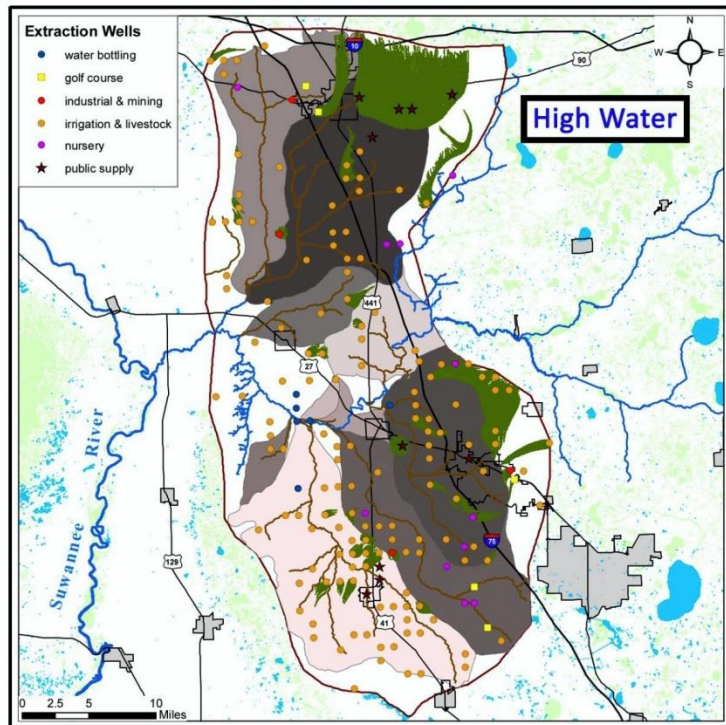 Extraction Wells
water bottling
golf course
industrial & mining
irrigation & livestock
nursery
public supply
10
90
N
W E
S
High Water
441
27
Suwannee River
129
75
41
0 2.5 5 10
Miles